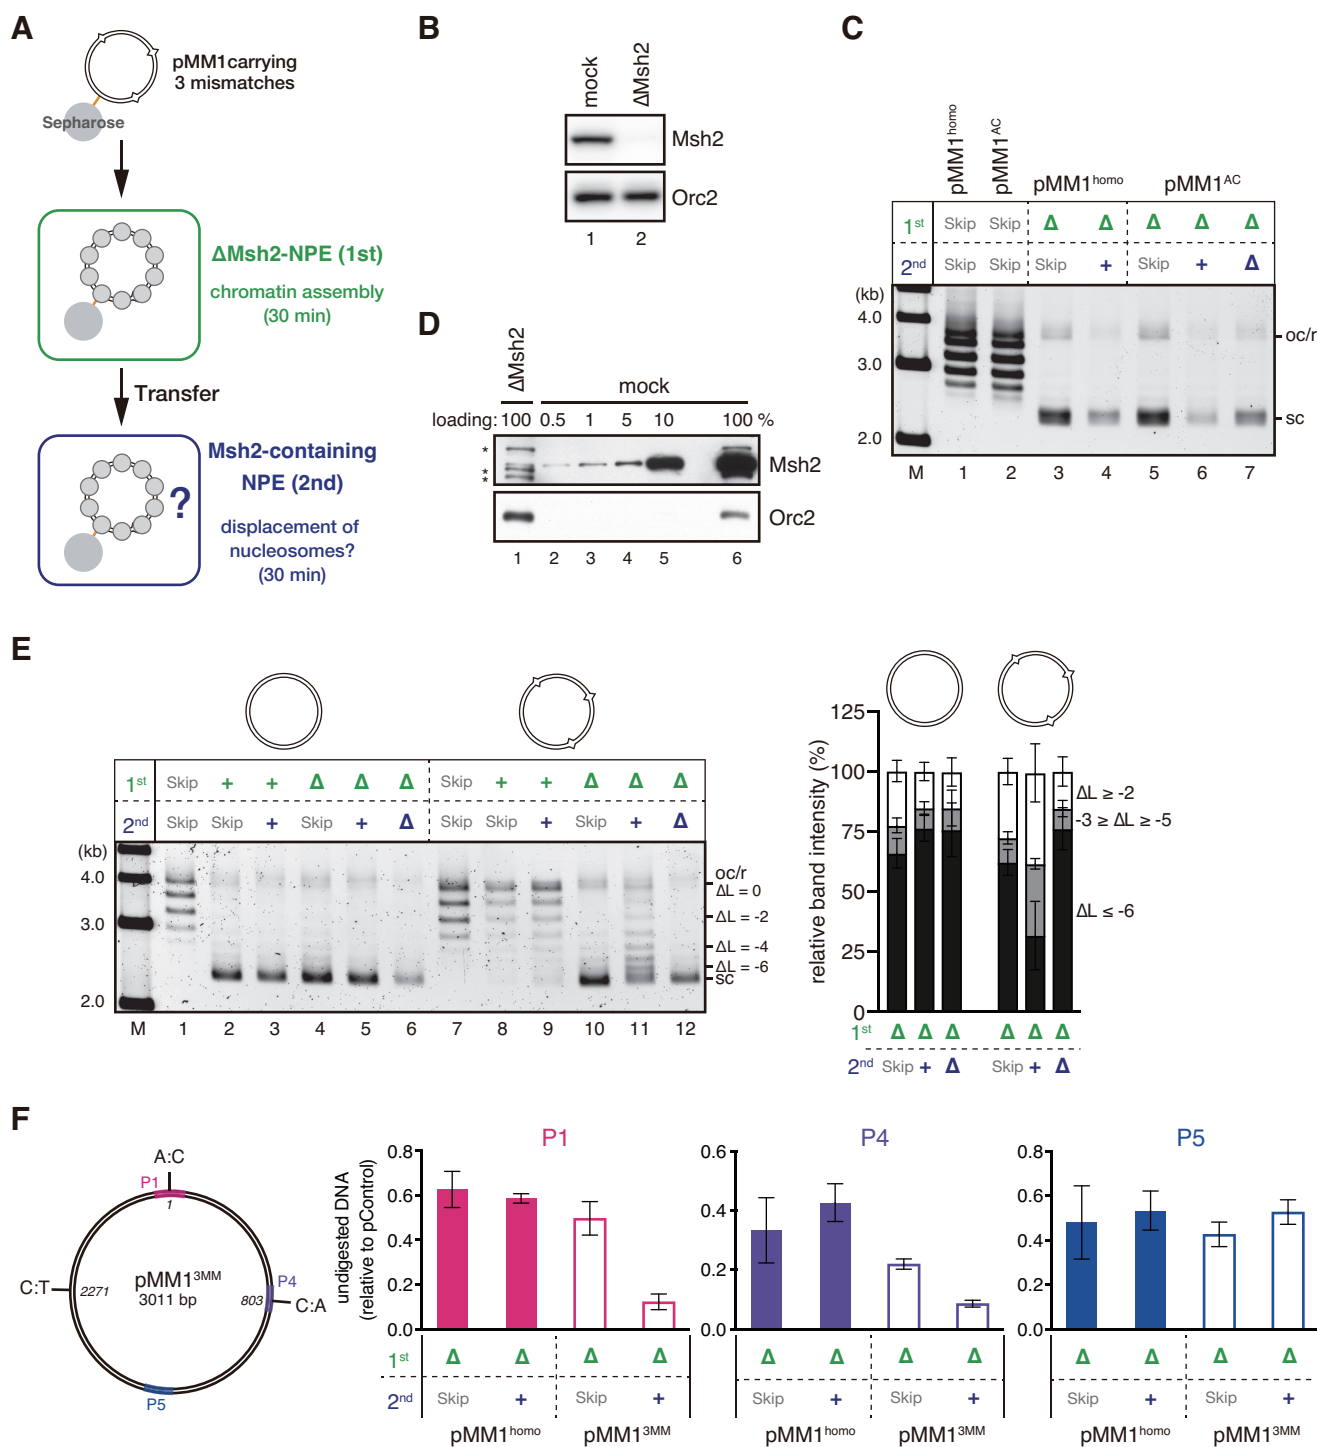 A
pMM1carrying
3 mismatches
Sepharose
ΔMsh2-NPE (1st)
chromatin assembly
(30 min)
Transfer
Msh2-containing
NPE (2nd)
?
displacement of
nucleosomes?
(30 min)
B
mock
ΔMsh2
Msh2
Orc2
1 2
C
pMM1homo pMM1AC
pMM1homo pMM1AC
1st Skip Skip Δ Δ Δ Δ Δ
2nd Skip Skip Skip + Skip + Δ
(kb)
4.0
3.0
2.0
oc/r
sc
M 1 2 3 4 5 6 7
D
ΔMsh2
mock
loading: 100 0.5 1 5 10 100 %
*
*
*
Msh2
Orc2
1 2 3 4 5 6
E
1st Skip + + Δ Δ Δ Skip + + Δ Δ Δ
2nd Skip Skip + Skip + Δ Skip Skip + Skip + Δ
(kb)
4.0
3.0
2.0
oc/r
ΔL = 0
ΔL = -2
ΔL = -4
ΔL = -6
sc
M 1 2 3 4 5 6 7 8 9 10 11 12
relative band intensity (%)
125
100
75
50
25
0
ΔL ≥ -2
-3 ≥ ΔL ≥ -5
ΔL ≤ -6
1st Δ Δ Δ Δ Δ Δ
2nd Skip + Δ Skip + Δ
F
A:C
P1
1
C:T
2271
pMM13MM
3011 bp
803
P4
C:A
P5
undigested DNA
(relative to pControl)
P1
0.8
0.6
0.4
0.2
0.0
1st Δ Δ Δ Δ
2nd Skip + Skip +
pMM1homo pMM13MM
P4
0.6
0.4
0.2
0.0
Δ Δ Δ Δ
Skip + Skip +
pMM1homo pMM13MM
P5
0.8
0.6
0.4
0.2
0.0
Δ Δ Δ Δ
Skip + Skip +
pMM1homo pMM13MM